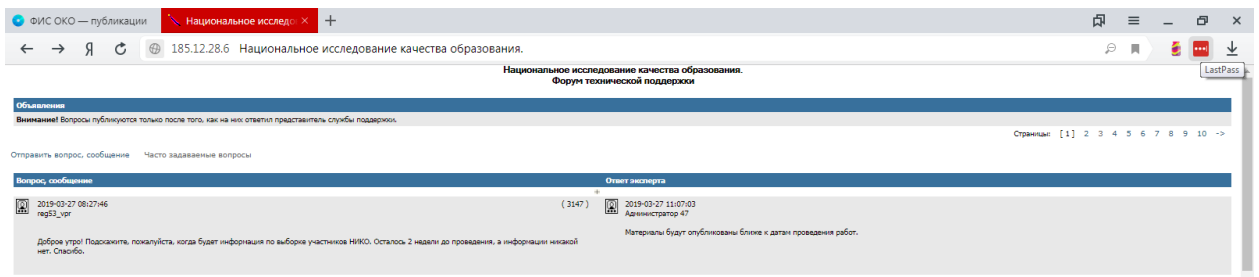 ФИС ОКО — публикации
Национальное исследо
185.12.28.6 Национальное исследование качества образования.
LastPass
Национальное исследование качества образования.
Форум технической поддержки
Объявления
Внимание! Вопросы публикуются только после того, как на них ответил представитель службы поддержки.
Страницы: [1] 2 3 4 5 6 7 8 9 10 ->
Отправить вопрос, сообщение Часто задаваемые вопросы
Вопрос, сообщение Ответ эксперта
2019-03-27 08:27:46 ( 3147 )
reg53_vpr
Доброе утро! Подскажите, пожалуйста, когда будет информация по выборке участников НИКО. Осталось 2 недели до проведения, а информации никакой
нет. Спасибо.
2019-03-27 11:07:03
Администратор 47
Материалы будут опубликованы ближе к датам проведения работ.